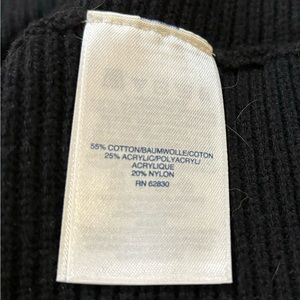 55% COTTON/BAUMWOLLE/COTON
25% ACRYLIC/POLYACRYL/
ACRYLIQUE
20% NYLON
RN 62830